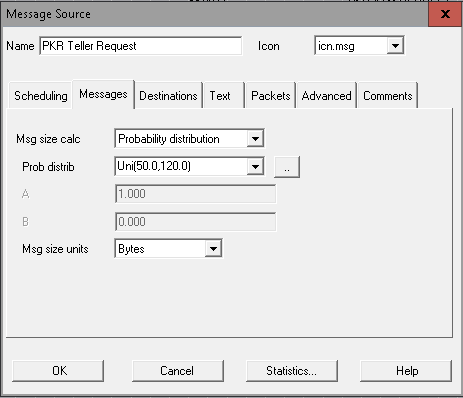 Message Source
X
Name PKR Teller Request Icon icn.msg
Scheduling Messages Destinations Text Packets Advanced Comments
Msg size calc Probability distribution
Prob distrib Uni(50.0,120.0) ..
A 1.000
B 0.000
Msg size units Bytes
OK Cancel Statistics... Help